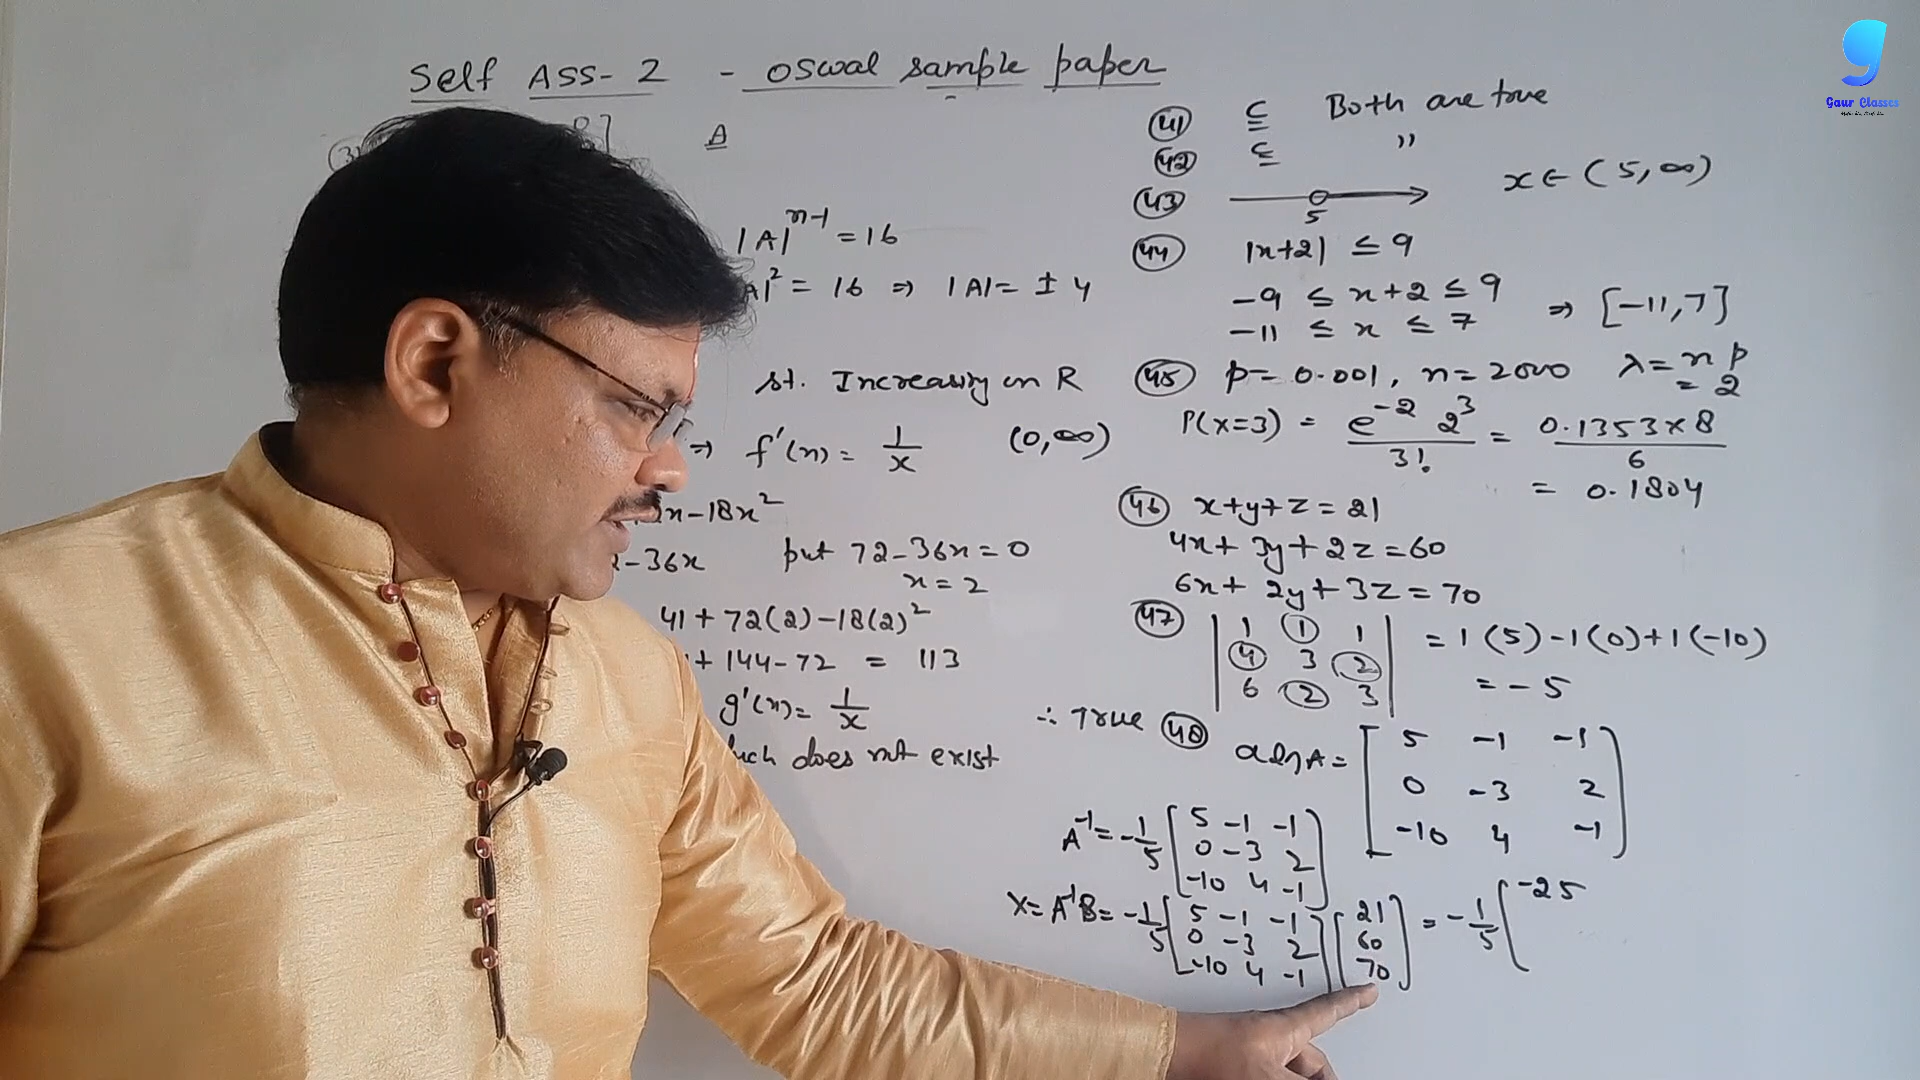 Self ASS-2 - Oswal sample paper
A
|A|^(n-1) = 16
A|^2 = 16 ⇒ |A| = ± 4
st. Increasing on R
⇒ f'(x) = 1/x (0, ∞)
2x - 18x^2
- 36x put 72 - 36x = 0
x = 2
41 + 72(2) - 18(2)^2
+ 144 - 72 = 113
g'(x) = 1/x
does not exist
(41) C Both are true
(42) C "
(43) 5 x ∈ (5, ∞)
(44) |x+2| ≤ 9
-9 ≤ x+2 ≤ 9
-11 ≤ x ≤ 7 ⇒ [-11, 7]
(45) p = 0.001, n = 2000 λ = n p
= 2
P(x=3) = e^-2 2^3 / 3! = 0.1353 × 8 / 6
= 0.1804
(46) x+y+z = 21
4x + 3y + 2z = 60
6x + 2y + 3z = 70
(47) | 1 1 1 | = 1(5) - 1(0) + 1(-10)
| 4 3 2 |
| 6 2 3 | = -5
∴ True (48) adj A = [ 5 -1 -1
0 -3 2
-10 4 -1 ]
A^-1 = -1/5 [ 5 -1 -1
0 -3 2
-10 4 -1 ]
X = A^-1 B = -1/5 [ 5 -1 -1
0 -3 2
-10 4 -1 ] [ 21
60
70 ] = -1/5 [ -25
g
Gaur Classes